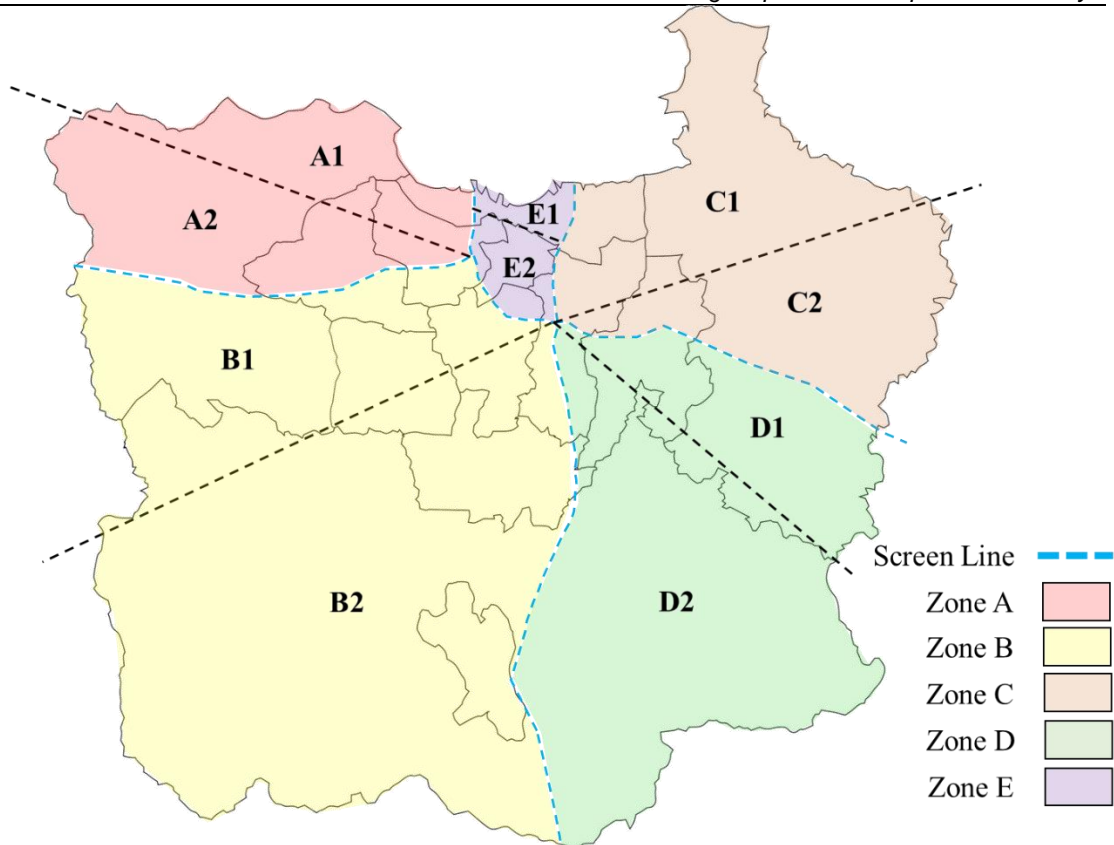 A1
A2
E1
C1
E2
C2
B1
D1
B2
D2
Screen Line
Zone A
Zone B
Zone C
Zone D
Zone E